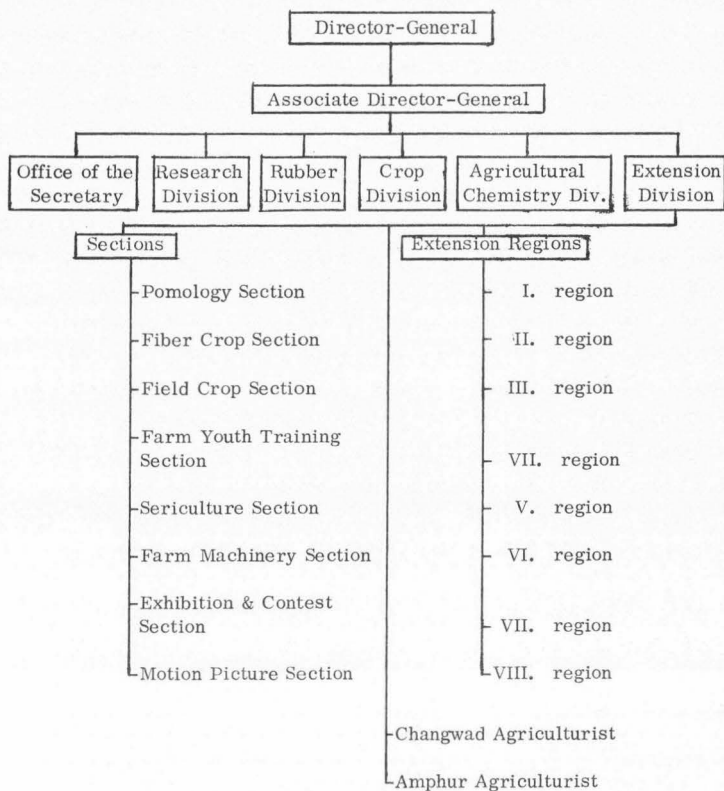 Director-General
Associate Director-General
Office of the
Secretary
Research
Division
Rubber
Division
Crop
Division
Agricultural
Chemistry Div.
Extension
Division
Sections
Pomology Section
Fiber Crop Section
Field Crop Section
Farm Youth Training
Section
Sericulture Section
Farm Machinery Section
Exhibition & Contest
Section
Motion Picture Section
Extension Regions
I. region
II. region
III. region
VII. region
V. region
VI. region
VII. region
VIII. region
Changwad Agriculturist
Amphur Agriculturist